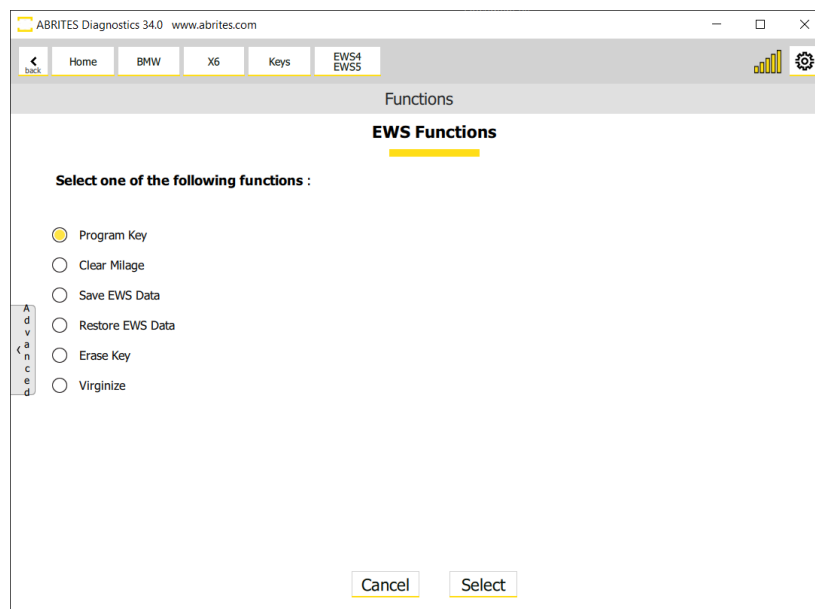 ABRITES Diagnostics 34.0 www.abrites.com
back
Home
BMW
X6
Keys
EWS4
EWS5
Functions
EWS Functions
Select one of the following functions :
Program Key
Clear Milage
Save EWS Data
Restore EWS Data
Erase Key
Virginize
Advanced
Cancel
Select